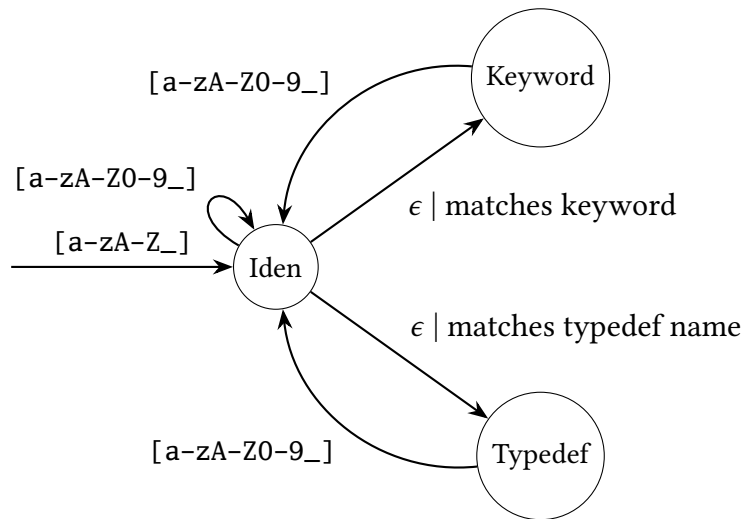 [a-zA-Z0-9_]
Keyword
[a-zA-Z0-9_]
ϵ | matches keyword
[a-zA-Z_]
Iden
ϵ | matches typedef name
[a-zA-Z0-9_]
Typedef